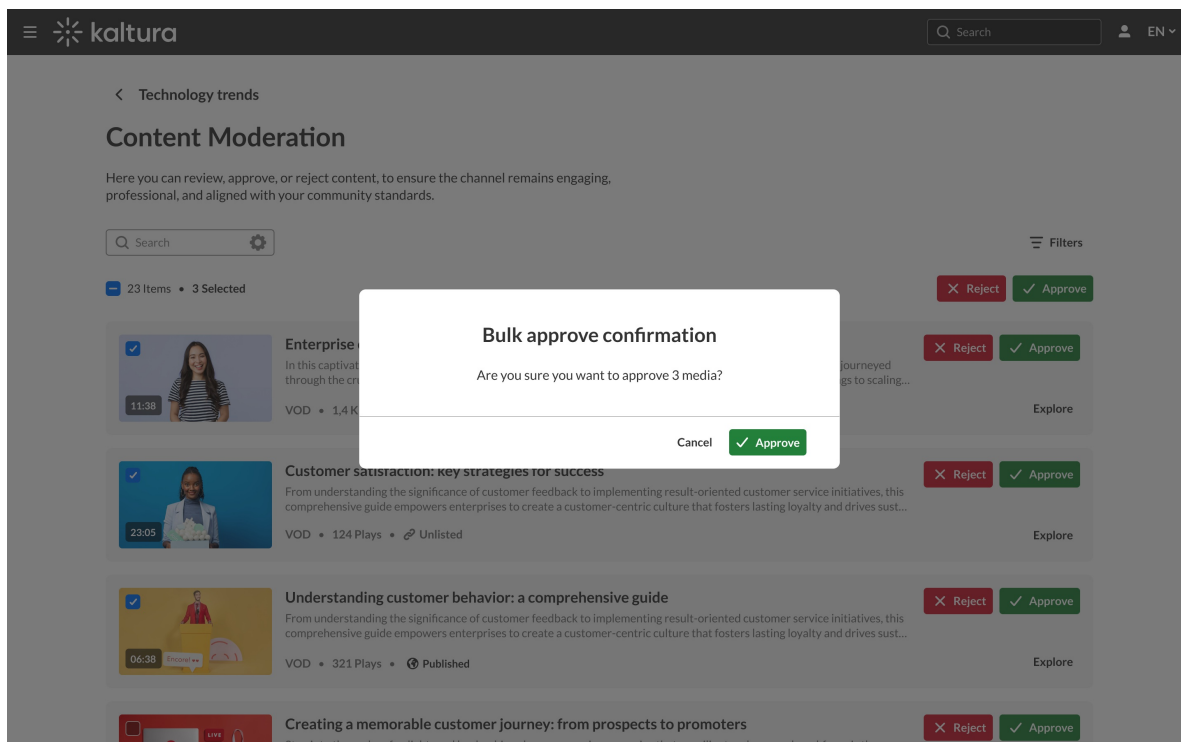 kaltura
Search
EN
Technology trends
Content Moderation
Here you can review, approve, or reject content, to ensure the channel remains engaging,
professional, and aligned with your community standards.
Search
Filters
23 Items • 3 Selected
Reject
Approve
Bulk approve confirmation
Are you sure you want to approve 3 media?
Cancel
Approve
Enterprise
In this captivat
journeyed
through the
to scaling...
11:38
VOD • 1,4 K
Reject
Approve
Explore
Customer satisfaction: key strategies for success
From understanding the significance of customer feedback to implementing result-oriented customer service initiatives, this
comprehensive guide empowers enterprises to create a customer-centric culture that fosters lasting loyalty and drives sust...
23:05
VOD • 124 Plays • Unlisted
Reject
Approve
Explore
Understanding customer behavior: a comprehensive guide
From understanding the significance of customer feedback to implementing result-oriented customer service initiatives, this
comprehensive guide empowers enterprises to create a customer-centric culture that fosters lasting loyalty and drives sust...
06:38
Encore!
VOD • 321 Plays • Published
Reject
Approve
Explore
LIVE
Creating a memorable customer journey: from prospects to promoters
Reject
Approve